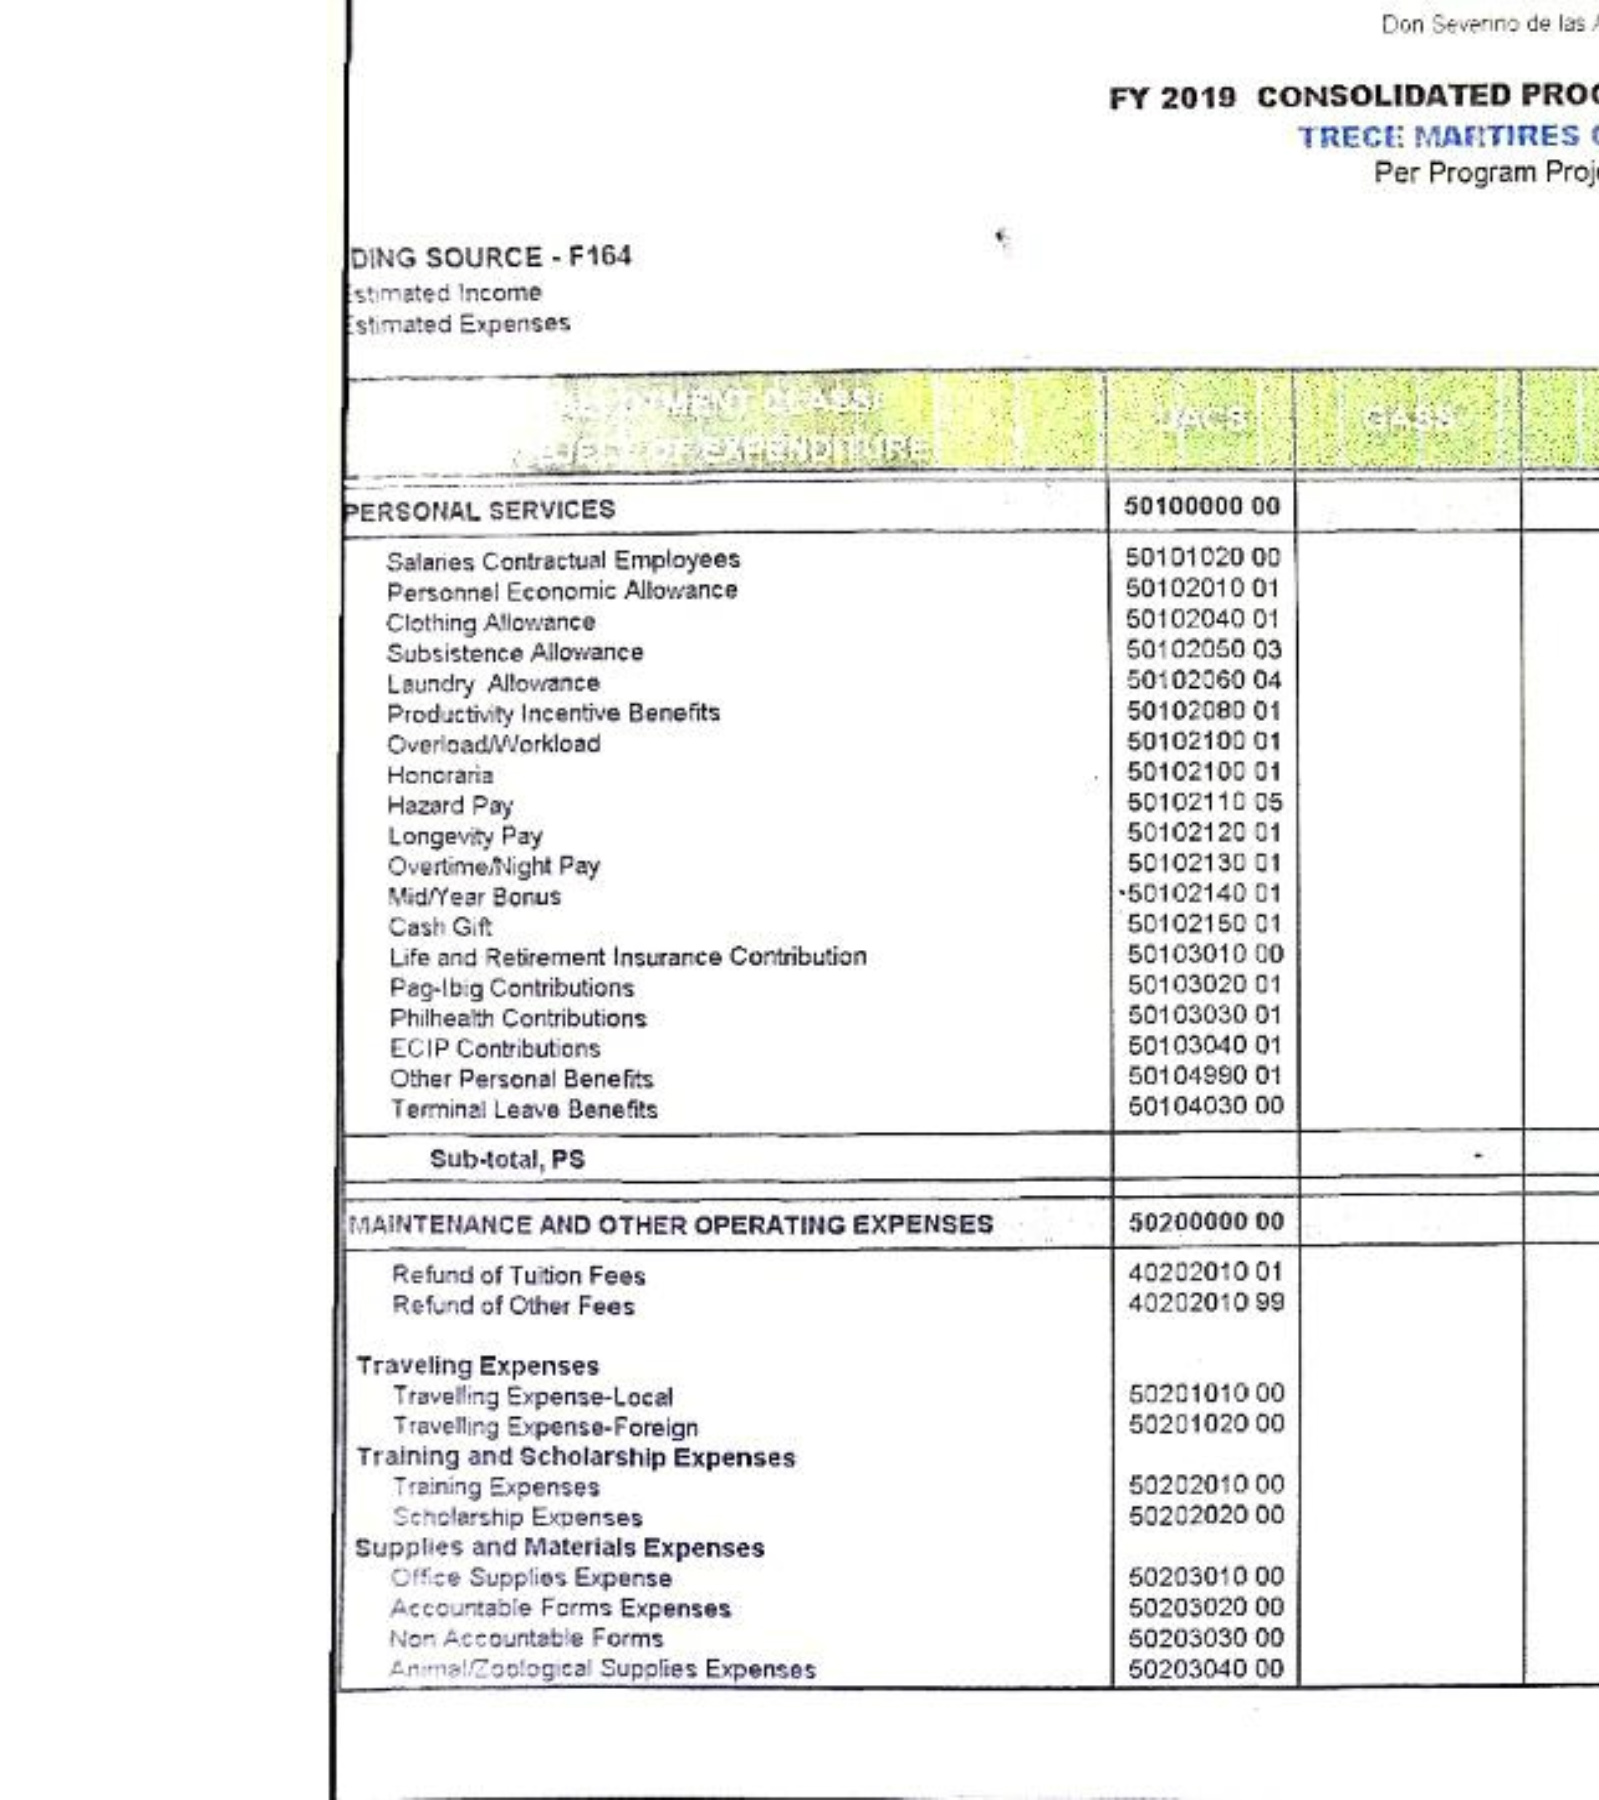 Don Severino de las
FY 2019 CONSOLIDATED
TRECE MARTIRES
Per Program
DING SOURCE - F164
Estimated Income
Estimated Expenses
OF EXPENDITURE
UACS GASS
PERSONAL SERVICES 50100000 00
Salaries Contractual Employees 50101020 00
Personnel Economic Allowance 50102010 01
Clothing Allowance 50102040 01
Subsistence Allowance 50102050 03
Laundry Allowance 50102060 04
Productivity Incentive Benefits 50102080 01
Overload/Workload 50102100 01
Honoraria 50102100 01
Hazard Pay 50102110 05
Longevity Pay 50102120 01
Overtime/Night Pay 50102130 01
Mid/Year Bonus 50102140 01
Cash Gift 50102150 01
Life and Retirement Insurance Contribution 50103010 00
Pag-Ibig Contributions 50103020 01
Philhealth Contributions 50103030 01
ECIP Contributions 50103040 01
Other Personal Benefits 50104990 01
Terminal Leave Benefits 50104030 00
Sub-total, PS -
MAINTENANCE AND OTHER OPERATING EXPENSES 50200000 00
Refund of Tuition Fees 40202010 01
Refund of Other Fees 40202010 99
Traveling Expenses
Travelling Expense-Local 50201010 00
Travelling Expense-Foreign 50201020 00
Training and Scholarship Expenses
Training Expenses 50202010 00
Scholarship Expenses 50202020 00
Supplies and Materials Expenses
Office Supplies Expense 50203010 00
Accountable Forms Expenses 50203020 00
Non Accountable Forms 50203030 00
Animal/Zoological Supplies Expenses 50203040 00